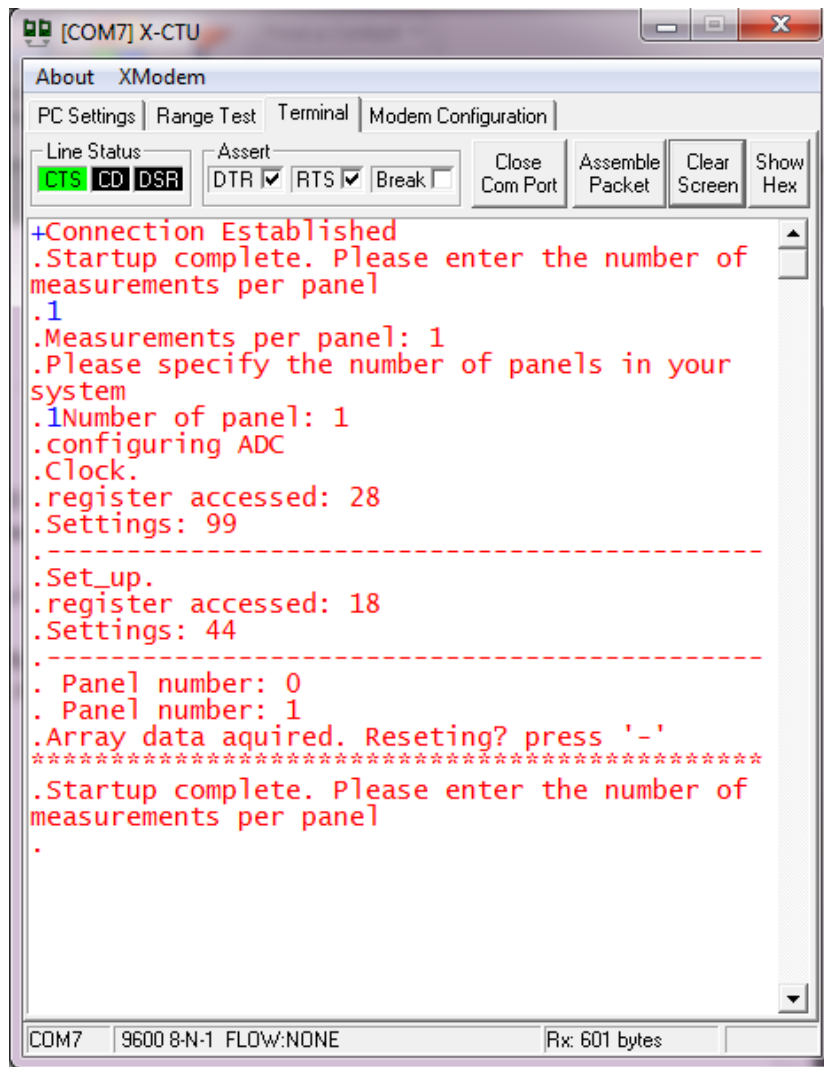 [COM7] X-CTU
About XModem
PC Settings Range Test Terminal Modem Configuration
Line Status
CTS CD DSR
Assert
DTR RTS Break
Close
Com Port
Assemble
Packet
Clear
Screen
Show
Hex
+Connection Established
.Startup complete. Please enter the number of
measurements per panel
.1
.Measurements per panel: 1
.Please specify the number of panels in your
system
.1Number of panel: 1
.configuring ADC
.Clock.
.register accessed: 28
.Settings: 99
.---------------------------------------------
.Set_up.
.register accessed: 18
.Settings: 44
.---------------------------------------------
. Panel number: 0
. Panel number: 1
.Array data aquired. Reseting? press '-'
**********************************************
.Startup complete. Please enter the number of
measurements per panel
.
COM7 9600 8-N-1 FLOW:NONE Rx: 601 bytes